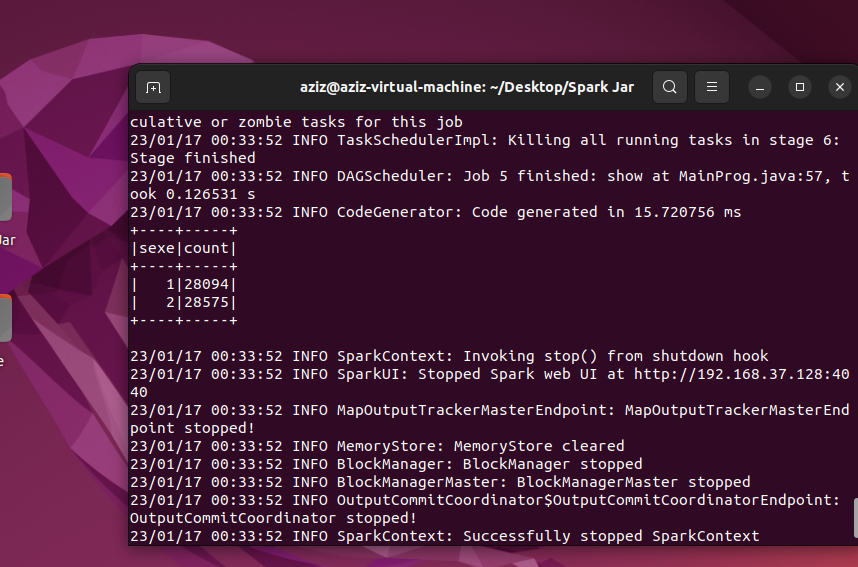 aziz@aziz-virtual-machine: ~/Desktop/Spark Jar
culative or zombie tasks for this job
23/01/17 00:33:52 INFO TaskSchedulerImpl: Killing all running tasks in stage 6:
Stage finished
23/01/17 00:33:52 INFO DAGScheduler: Job 5 finished: show at MainProg.java:57, t
ook 0.126531 s
23/01/17 00:33:52 INFO CodeGenerator: Code generated in 15.720756 ms
+----+-----+
|sexe|count|
+----+-----+
|   1|28094|
|   2|28575|
+----+-----+
23/01/17 00:33:52 INFO SparkContext: Invoking stop() from shutdown hook
23/01/17 00:33:52 INFO SparkUI: Stopped Spark web UI at http://192.168.37.128:40
40
23/01/17 00:33:52 INFO MapOutputTrackerMasterEndpoint: MapOutputTrackerMasterEnd
point stopped!
23/01/17 00:33:52 INFO MemoryStore: MemoryStore cleared
23/01/17 00:33:52 INFO BlockManager: BlockManager stopped
23/01/17 00:33:52 INFO BlockManagerMaster: BlockManagerMaster stopped
23/01/17 00:33:52 INFO OutputCommitCoordinator$OutputCommitCoordinatorEndpoint:
OutputCommitCoordinator stopped!
23/01/17 00:33:52 INFO SparkContext: Successfully stopped SparkContext